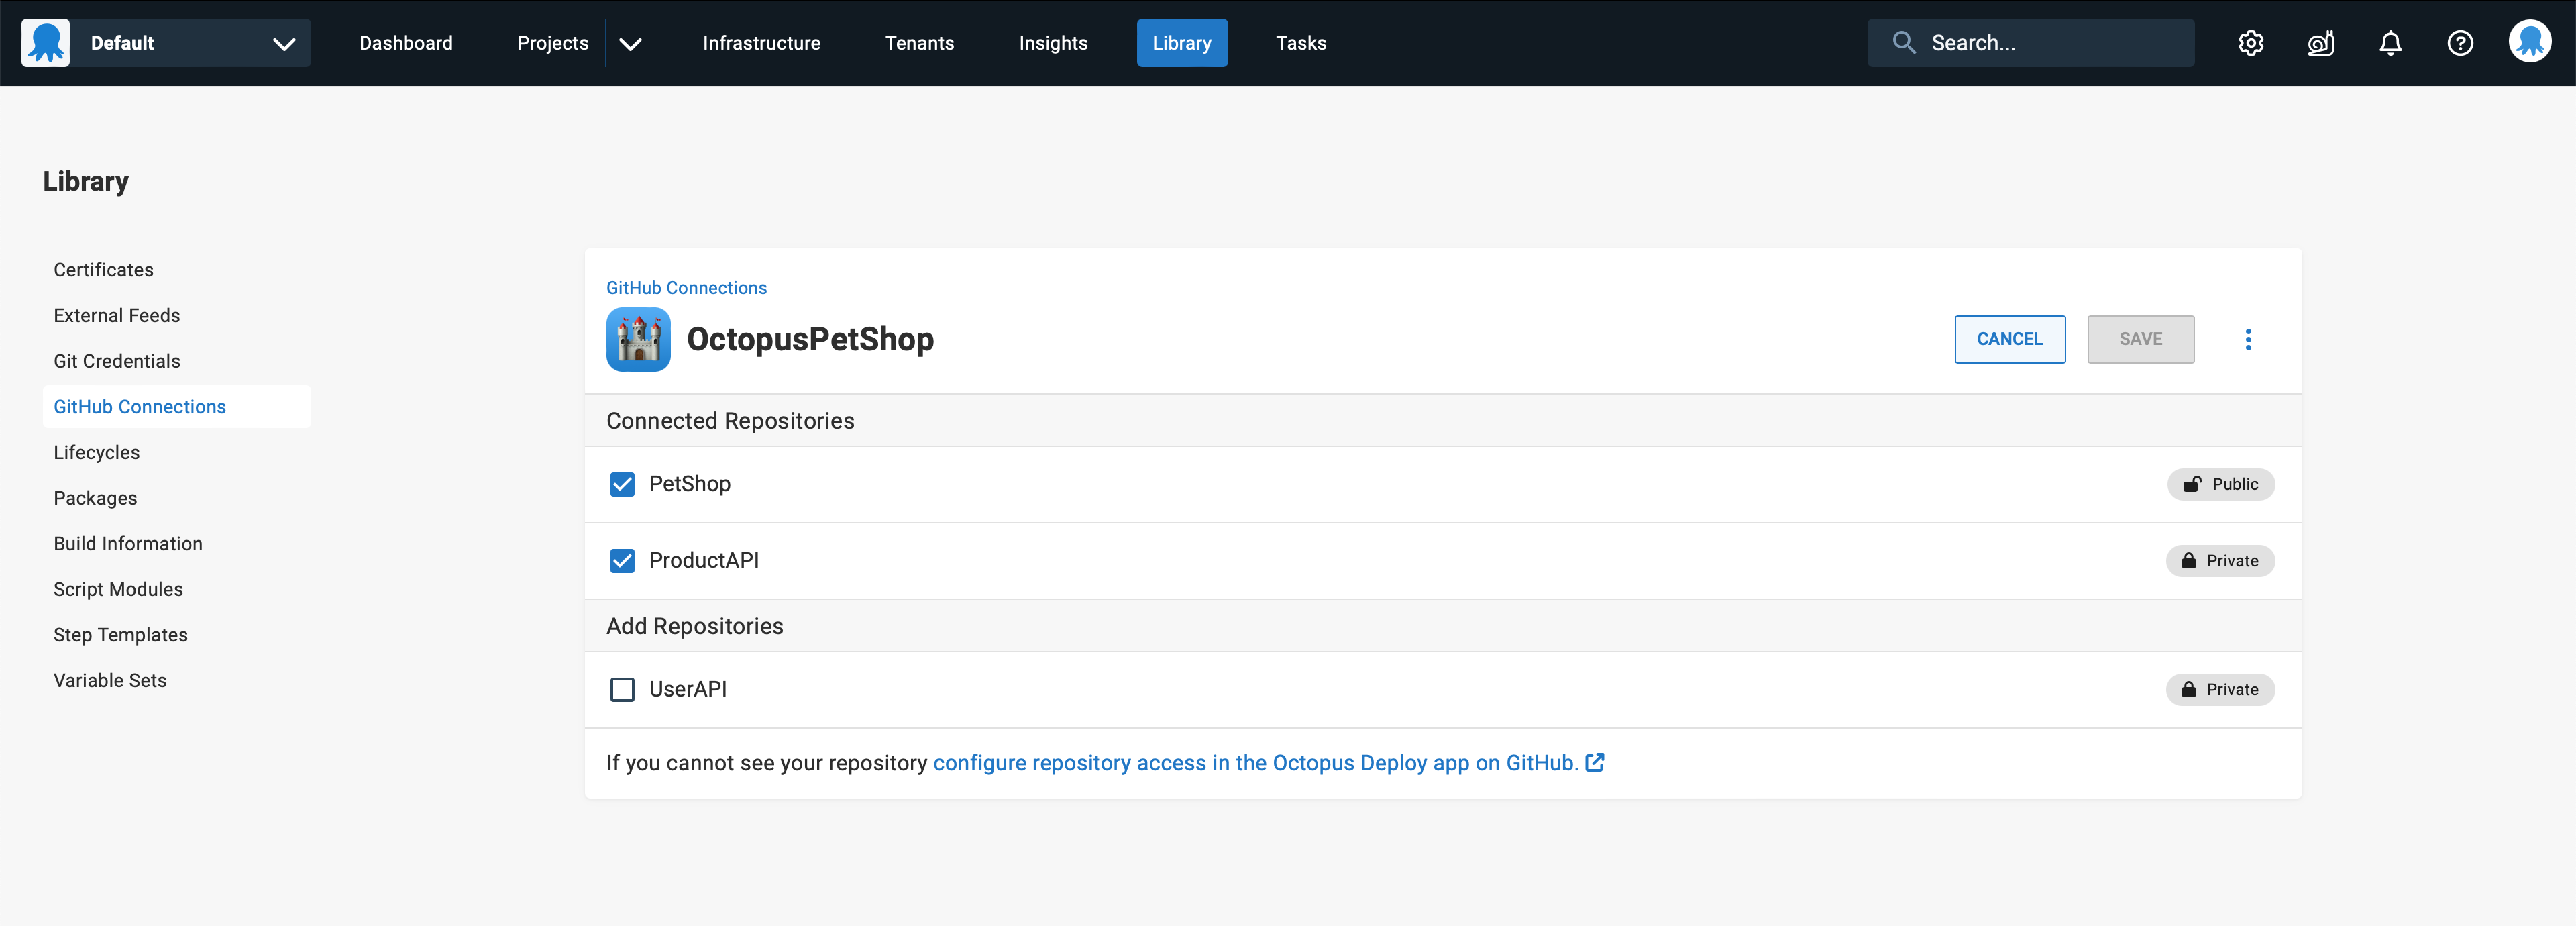 Default
Dashboard
Projects
Infrastructure
Tenants
Insights
Library
Tasks
Search...
Library
Certificates
External Feeds
Git Credentials
GitHub Connections
Lifecycles
Packages
Build Information
Script Modules
Step Templates
Variable Sets
GitHub Connections
OctopusPetShop
CANCEL
SAVE
Connected Repositories
PetShop
Public
ProductAPI
Private
Add Repositories
UserAPI
Private
If you cannot see your repository configure repository access in the Octopus Deploy app on GitHub.